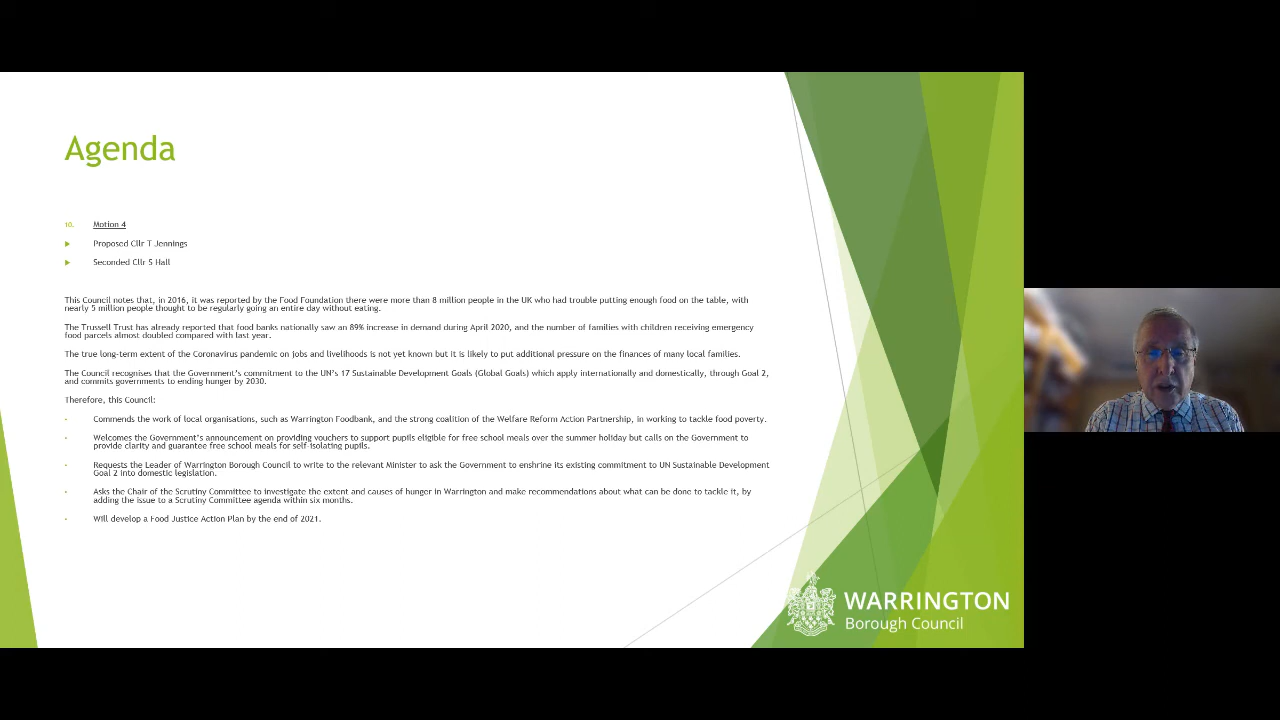 Agenda
10. Motion 4
Proposed Cllr T Jennings
Seconded Cllr S Hall
This Council notes that, in 2016, it was reported by the Food Foundation there were more than 8 million people in the UK who had trouble putting enough food on the table, with
nearly 5 million people thought to be regularly going an entire day without eating.
The Trussell Trust has already reported that food banks nationally saw an 89% increase in demand during April 2020, and the number of families with children receiving emergency
food parcels almost doubled compared with last year.
The true long-term extent of the Coronavirus pandemic on jobs and livelihoods is not yet known but it is likely to put additional pressure on the finances of many local families.
The Council recognises that the Government's commitment to the UN's 17 Sustainable Development Goals (Global Goals) which apply internationally and domestically, through Goal 2,
and commits governments to ending hunger by 2030.
Therefore, this Council:
• Commends the work of local organisations, such as Warrington Foodbank, and the strong coalition of the Welfare Reform Action Partnership, in working to tackle food poverty.
• Welcomes the Government's announcement on providing vouchers to support pupils eligible for free school meals over the summer holiday but calls on the Government to
provide clarity and guarantee free school meals for self-isolating pupils.
• Requests the Leader of Warrington Borough Council to write to the relevant Minister to ask the Government to enshrine its existing commitment to UN Sustainable Development
Goal 2 into domestic legislation.
• Asks the Chair of the Scrutiny Committee to investigate the extent and causes of hunger in Warrington and make recommendations about what can be done to tackle it, by
adding the issue to a Scrutiny Committee agenda within six months.
• Will develop a Food Justice Action Plan by the end of 2021.
WARRINGTON
Borough Council